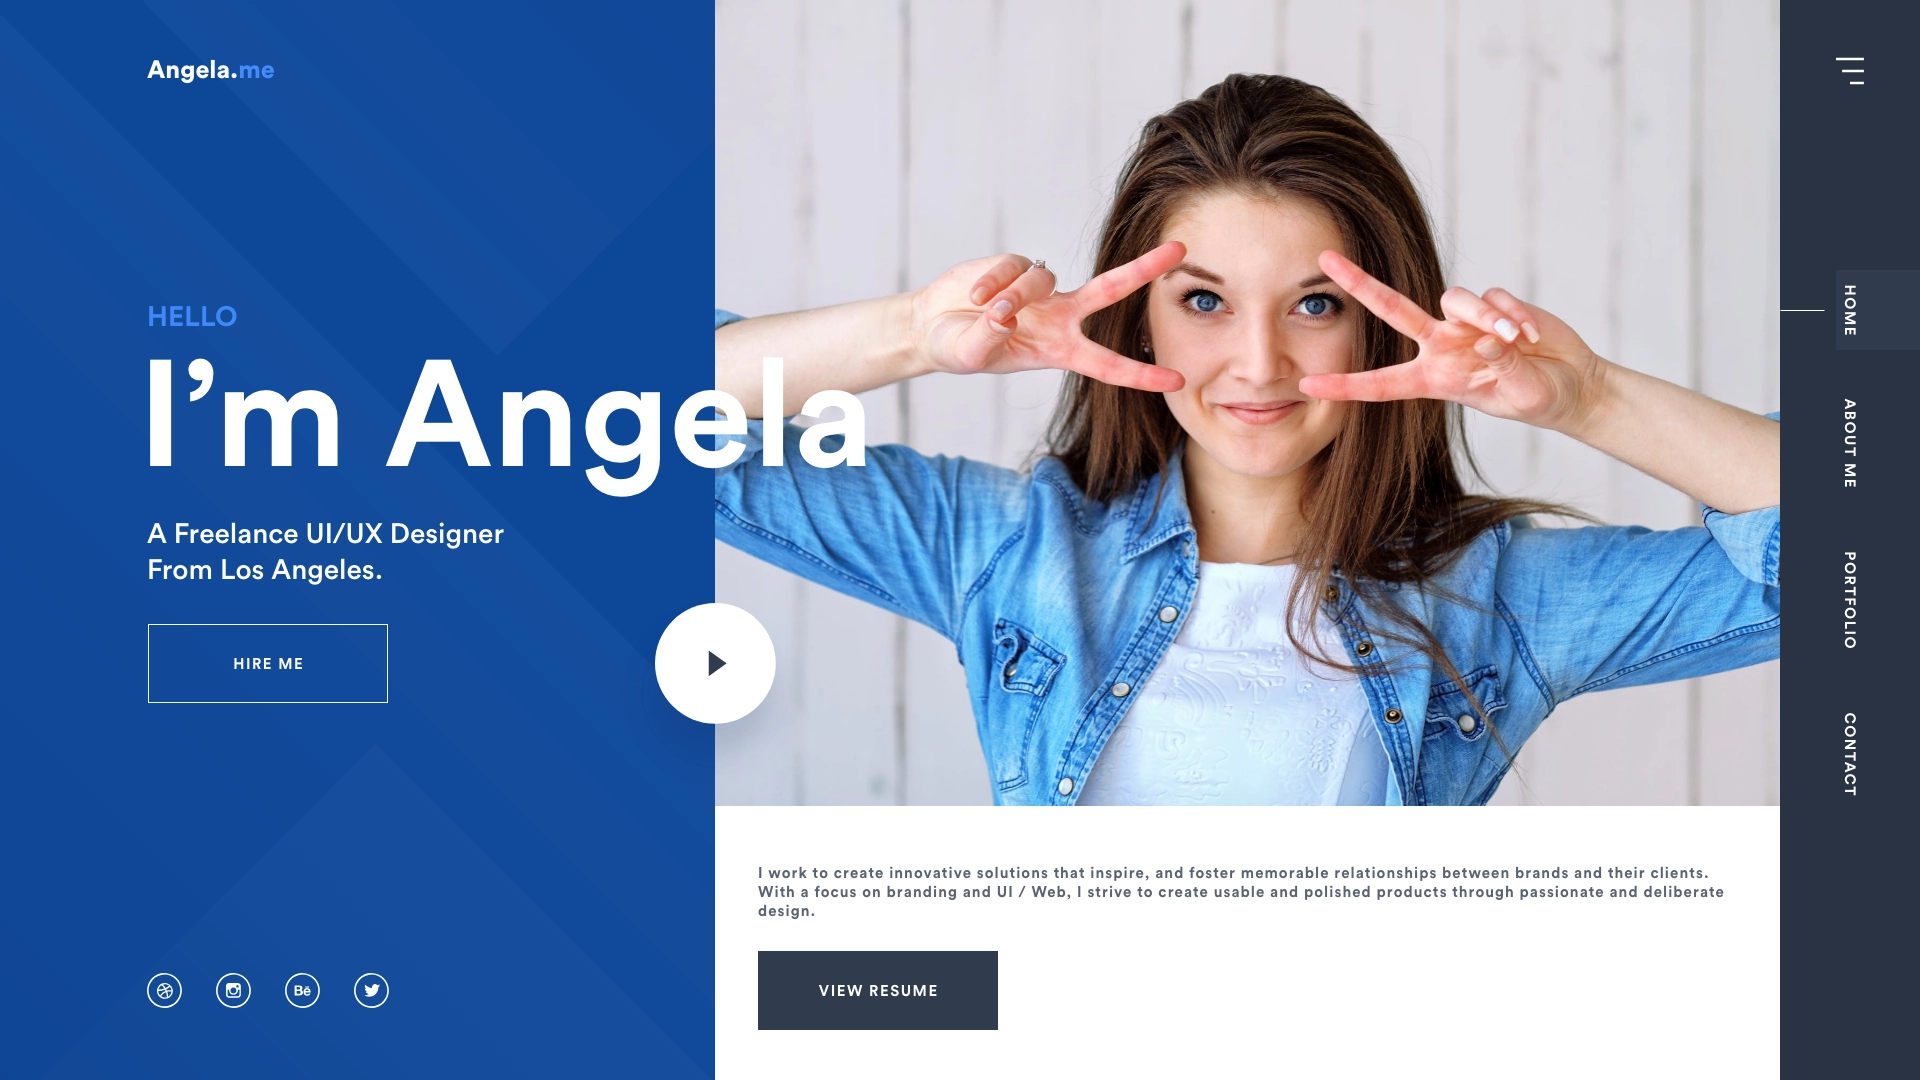 Angela.me
HELLO
I'm Angela
A Freelance UI/UX Designer
From Los Angeles.
HIRE ME
Bē
I work to create innovative solutions that inspire, and foster memorable relationships between brands and their clients.
With a focus on branding and UI / Web, I strive to create usable and polished products through passionate and deliberate
design.
VIEW RESUME
HOME
ABOUT ME
PORTFOLIO
CONTACT